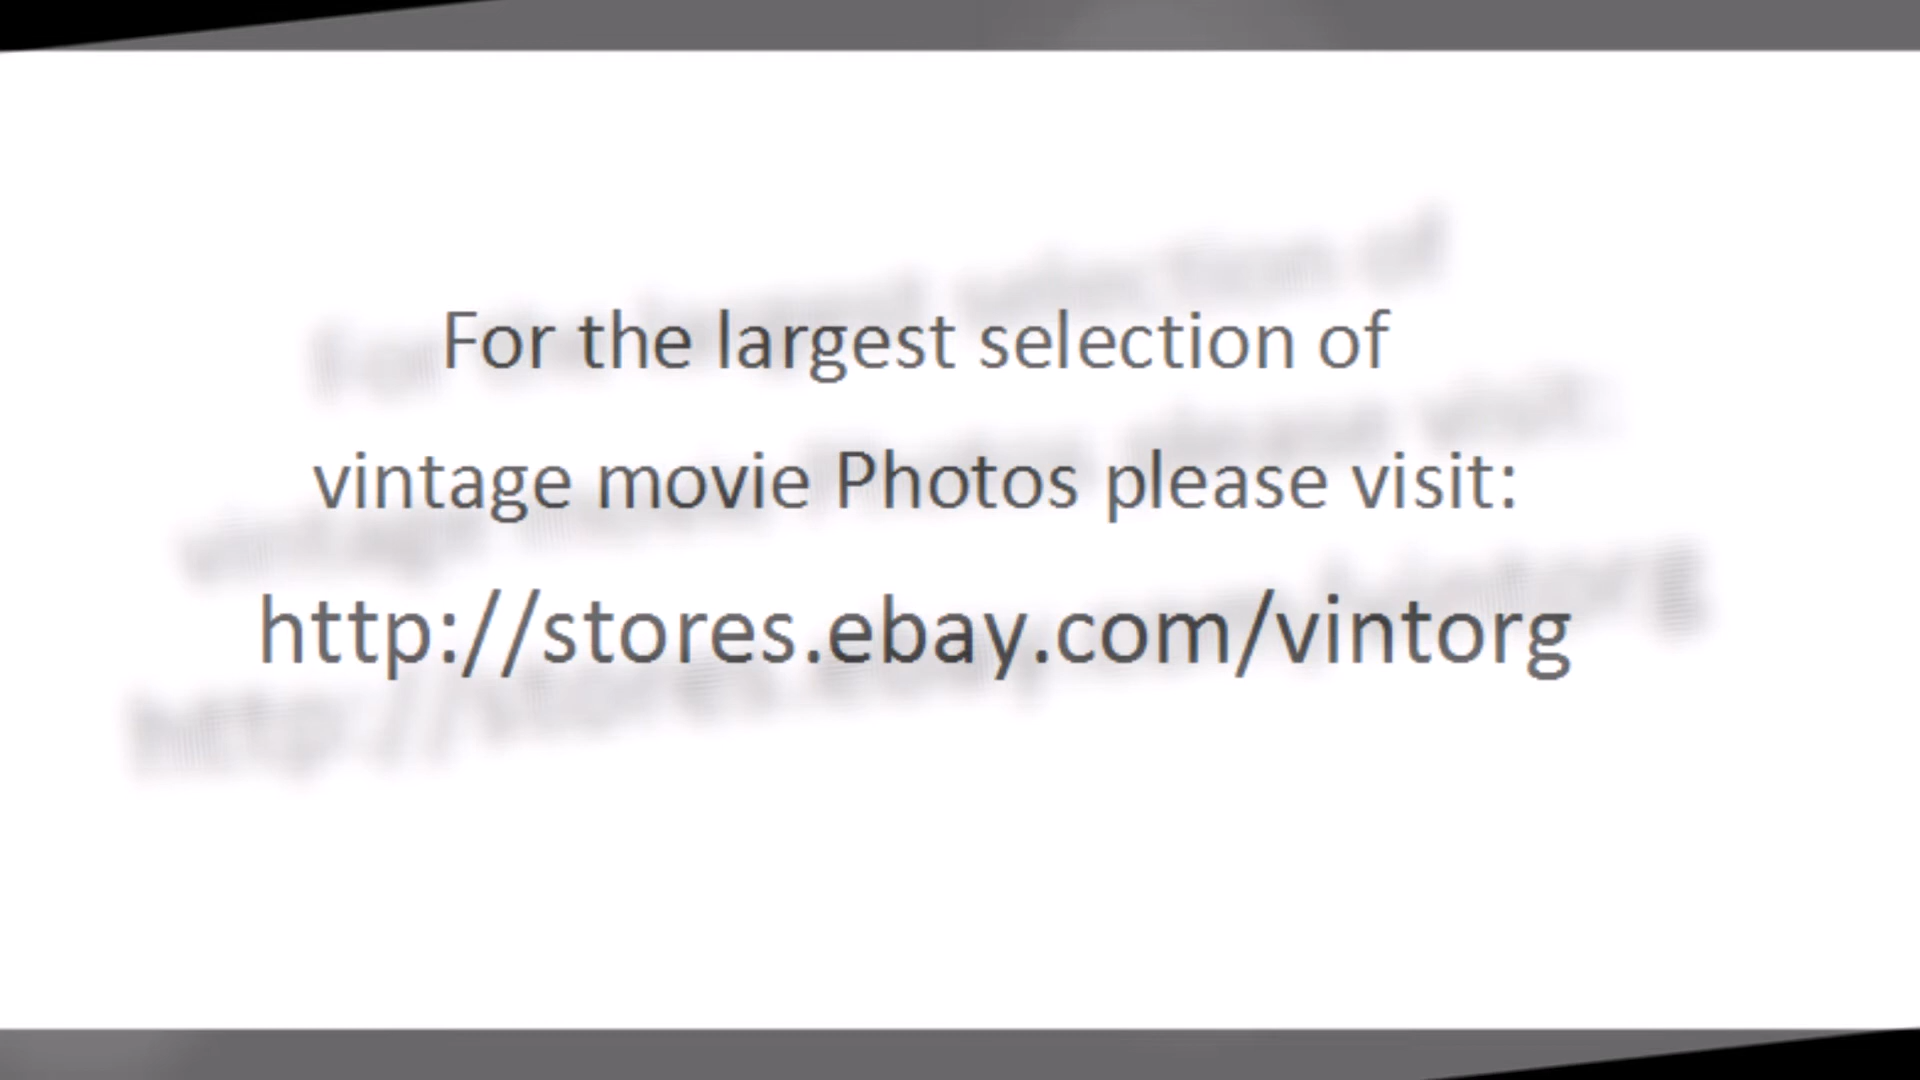 For the largest selection of
vintage movie Photos please visit:
http://stores.ebay.com/vintorg